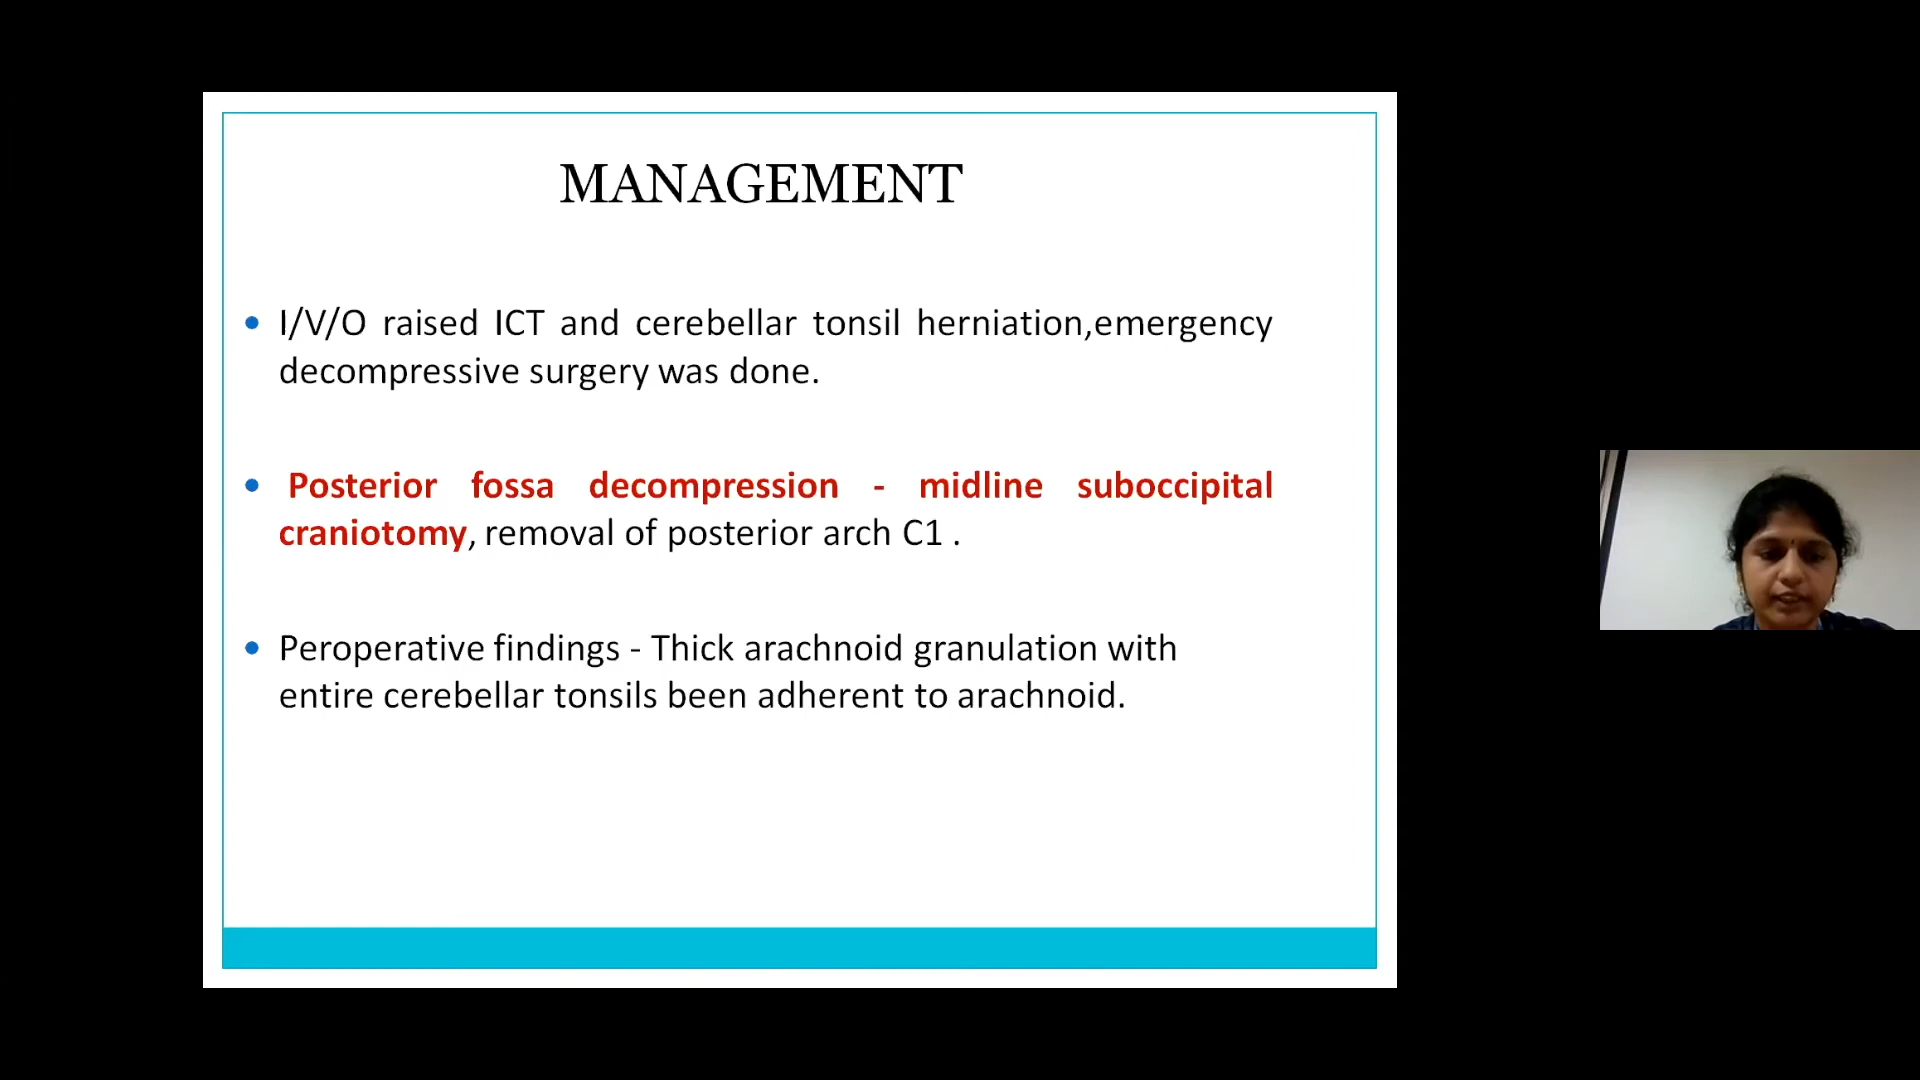 MANAGEMENT
I/V/O raised ICT and cerebellar tonsil herniation,emergency
decompressive surgery was done.
Posterior fossa decompression - midline suboccipital
craniotomy, removal of posterior arch C1 .
Peroperative findings - Thick arachnoid granulation with
entire cerebellar tonsils been adherent to arachnoid.